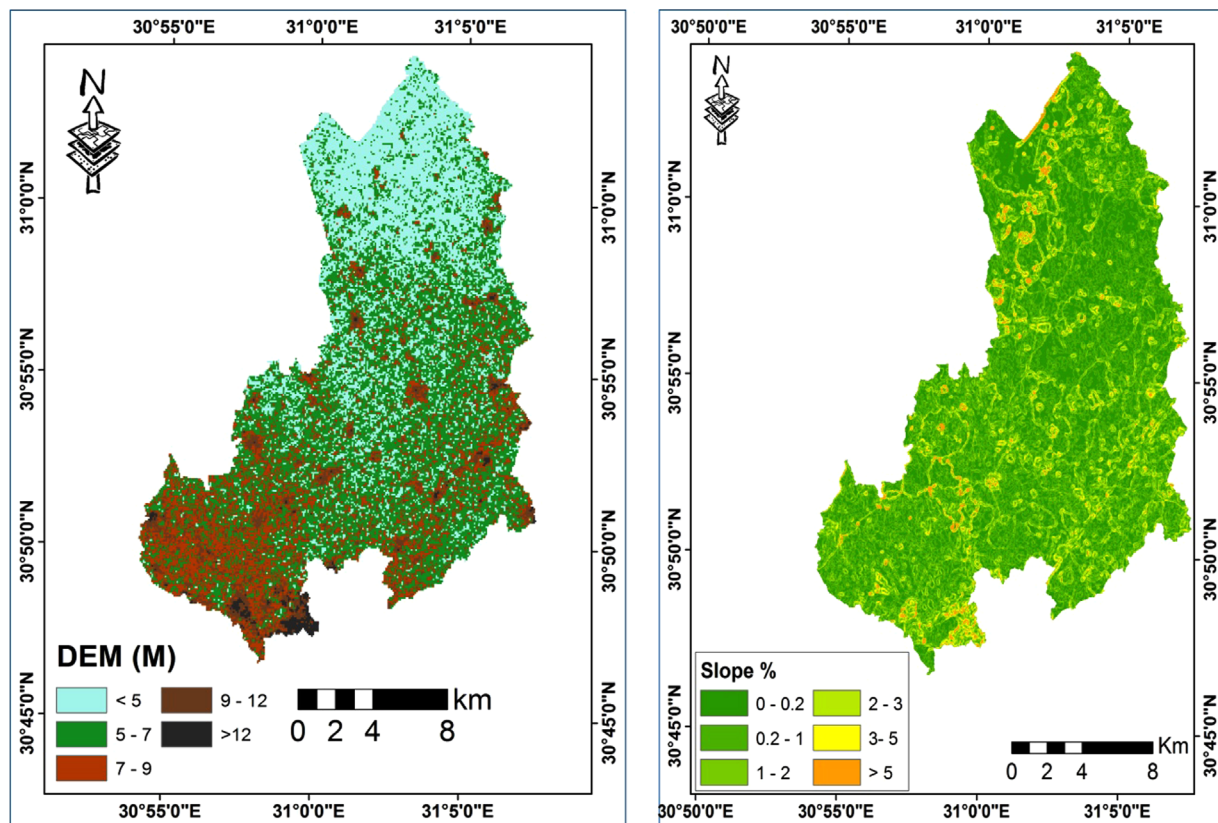 30°55'0"E 31°0'0"E 31°5'0"E
N
31°0'0"N
30°55'0"N
30°50'0"N
30°45'0"N
31°0'0"N
30°55'0"N
30°50'0"N
30°45'0"N
DEM (M)
< 5
5 - 7
7 - 9
9 - 12
>12
km
0 2 4 8
30°55'0"E 31°0'0"E 31°5'0"E
30°50'0"E 30°55'0"E 31°0'0"E 31°5'0"E
N
31°0'0"N
30°55'0"N
30°50'0"N
30°45'0"N
31°0'0"N
30°55'0"N
30°50'0"N
30°45'0"N
Slope %
0 - 0.2
0.2 - 1
1 - 2
2 - 3
3- 5
> 5
Km
0 2 4 8
30°50'0"E 30°55'0"E 31°0'0"E 31°5'0"E